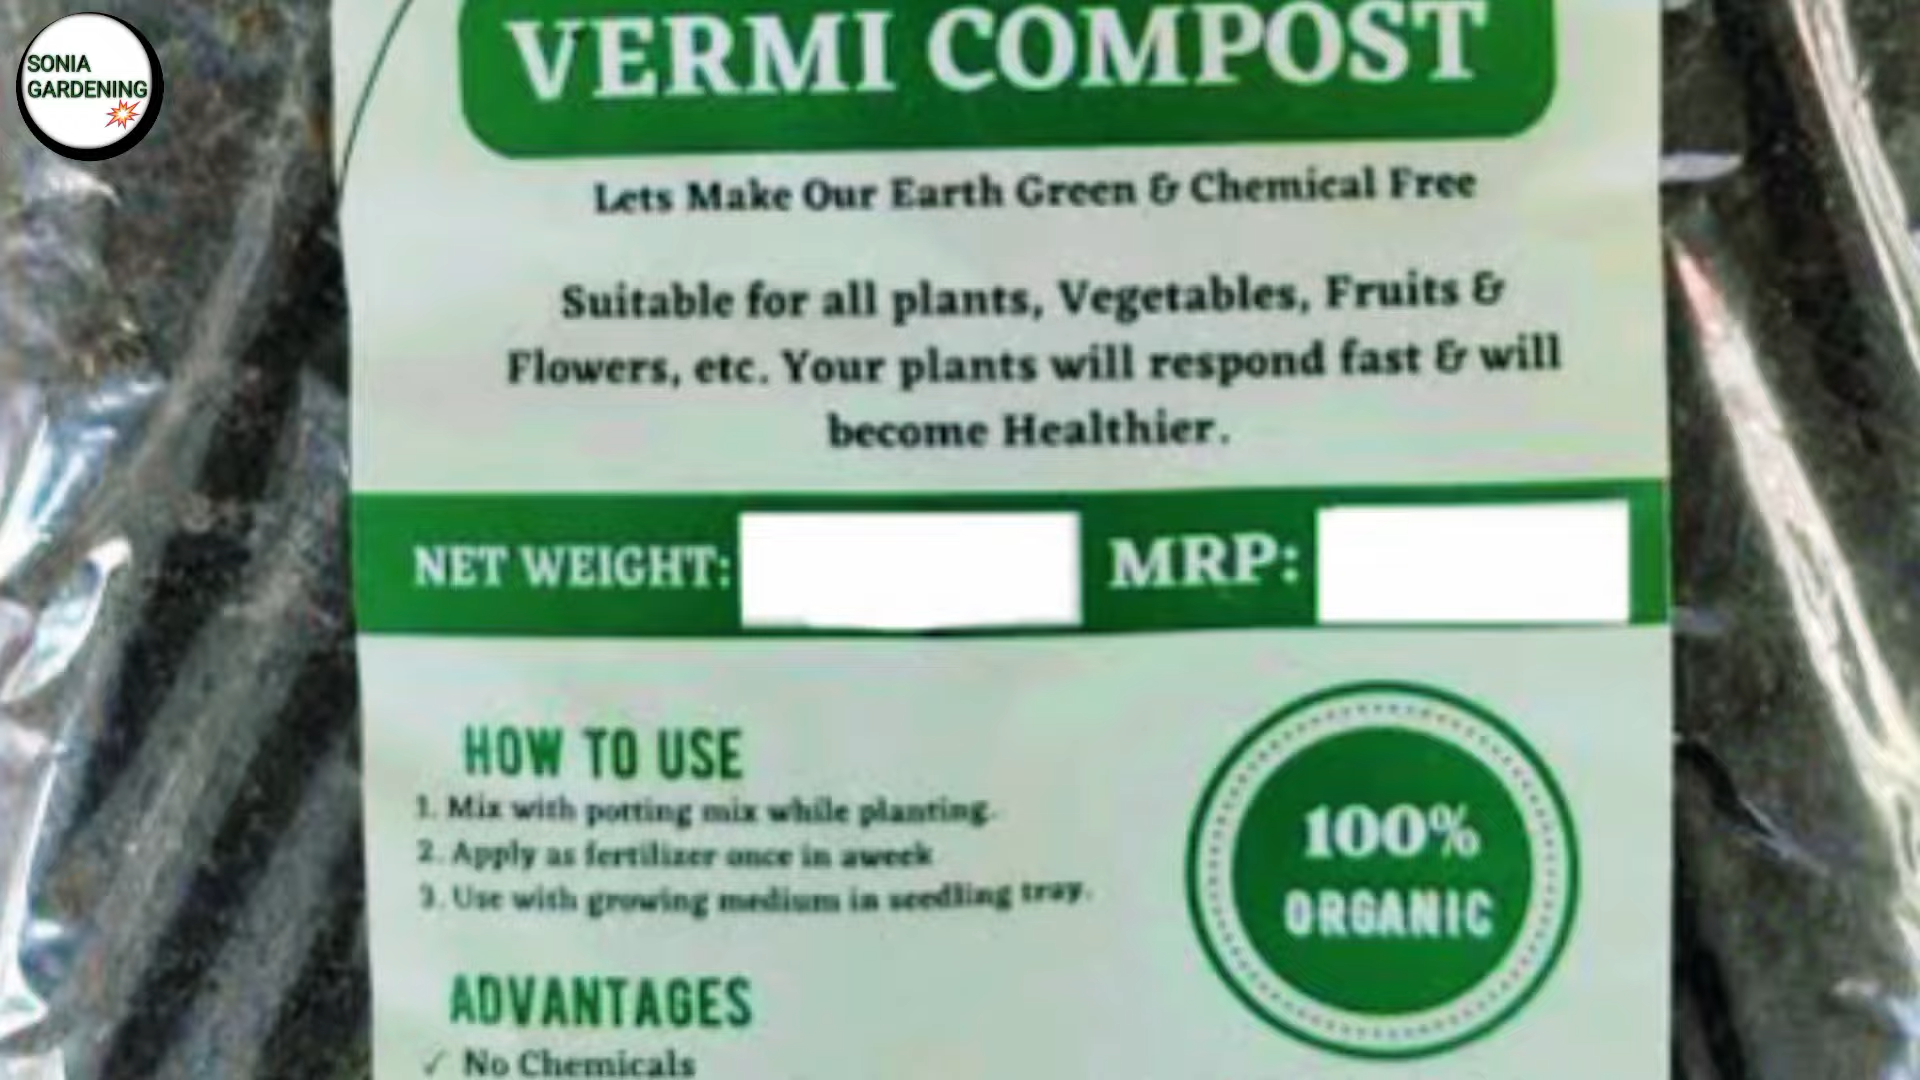 SONIA
GARDENING
VERMI COMPOST
Lets Make Our Earth Green & Chemical Free
Suitable for all plants, Vegetables, Fruits &
Flowers, etc. Your plants will respond fast & will
become Healthier.
NET WEIGHT:
MRP:
HOW TO USE
1. Mix with potting mix while planting.
2. Apply as fertilizer once in aweek
3. Use with growing medium in seedling tray.
100%
ORGANIC
ADVANTAGES
✓ No Chemicals